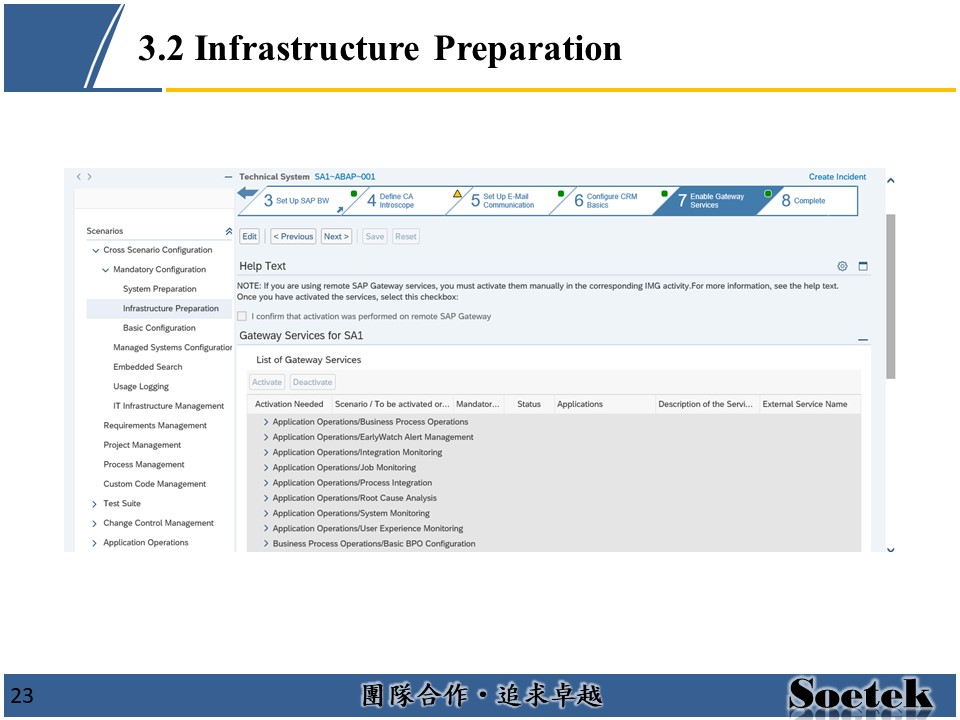 3.2 Infrastructure Preparation
Technical System SA1~ABAP~001
Create Incident
3 Set Up SAP BW
4 Define CA Introscope
5 Set Up E-Mail Communication
6 Configure CRM Basics
7 Enable Gateway Services
8 Complete
Scenarios
Cross Scenario Configuration
Mandatory Configuration
System Preparation
Infrastructure Preparation
Basic Configuration
Managed Systems Configuration
Embedded Search
Usage Logging
IT Infrastructure Management
Requirements Management
Project Management
Process Management
Custom Code Management
Test Suite
Change Control Management
Application Operations
Edit < Previous Next > Save Reset
Help Text
NOTE: If you are using remote SAP Gateway services, you must activate them manually in the corresponding IMG activity.For more information, see the help text.
Once you have activated the services, select this checkbox:
I confirm that activation was performed on remote SAP Gateway
Gateway Services for SA1
List of Gateway Services
Activate Deactivate
Activation Needed Scenario / To be activated or... Mandator... Status Applications Description of the Servi... External Service Name
Application Operations/Business Process Operations
Application Operations/EarlyWatch Alert Management
Application Operations/Integration Monitoring
Application Operations/Job Monitoring
Application Operations/Process Integration
Application Operations/Root Cause Analysis
Application Operations/System Monitoring
Application Operations/User Experience Monitoring
Business Process Operations/Basic BPO Configuration
23
團隊合作・追求卓越
Soetek